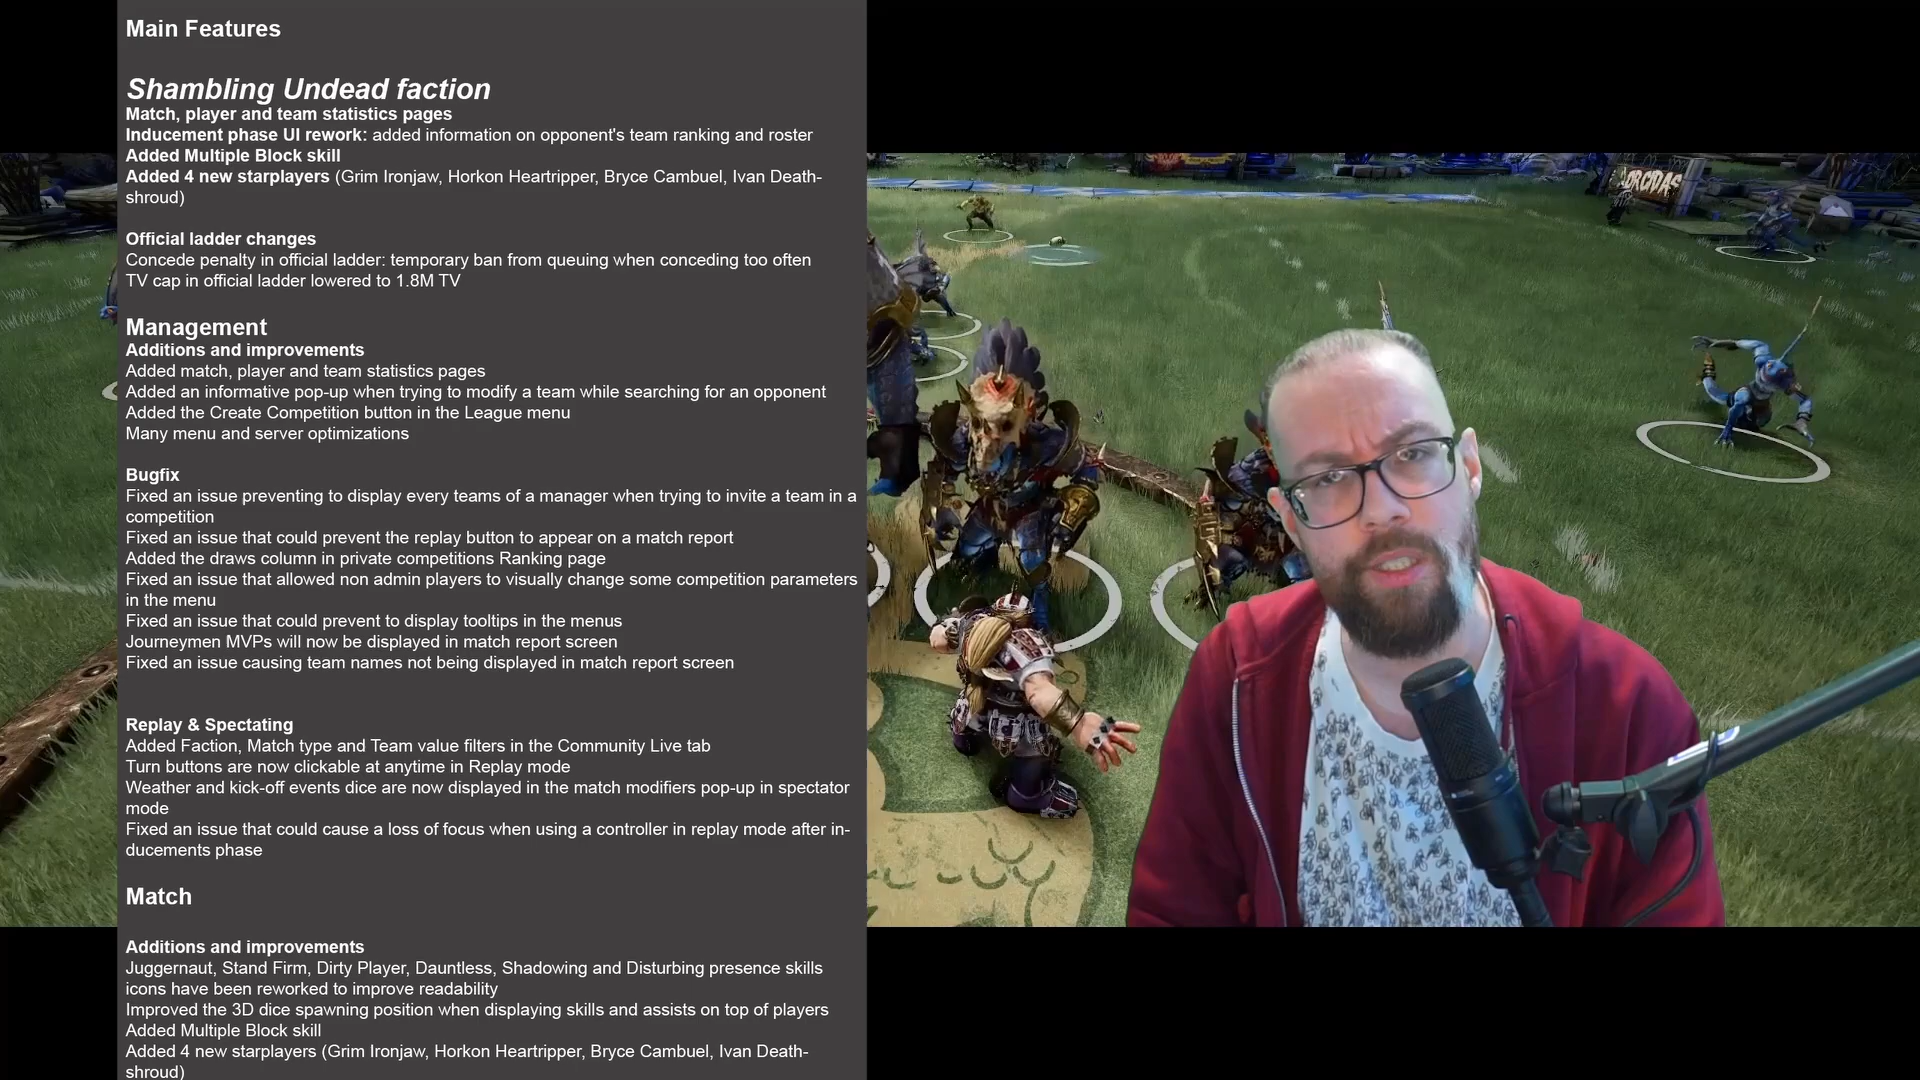 Main Features
Shambling Undead faction
Match, player and team statistics pages
Inducement phase UI rework: added information on opponent's team ranking and roster
Added Multiple Block skill
Added 4 new starplayers (Grim Ironjaw, Horkon Heartripper, Bryce Cambuel, Ivan Death-
shroud)
Official ladder changes
Concede penalty in official ladder: temporary ban from queuing when conceding too often
TV cap in official ladder lowered to 1.8M TV
Management
Additions and improvements
Added match, player and team statistics pages
Added an informative pop-up when trying to modify a team while searching for an opponent
Added the Create Competition button in the League menu
Many menu and server optimizations
Bugfix
Fixed an issue preventing to display every teams of a manager when trying to invite a team in a
competition
Fixed an issue that could prevent the replay button to appear on a match report
Added the draws column in private competitions Ranking page
Fixed an issue that allowed non admin players to visually change some competition parameters
in the menu
Fixed an issue that could prevent to display tooltips in the menus
Journeymen MVPs will now be displayed in match report screen
Fixed an issue causing team names not being displayed in match report screen
Replay & Spectating
Added Faction, Match type and Team value filters in the Community Live tab
Turn buttons are now clickable at anytime in Replay mode
Weather and kick-off events dice are now displayed in the match modifiers pop-up in spectator
mode
Fixed an issue that could cause a loss of focus when using a controller in replay mode after in-
ducements phase
Match
Additions and improvements
Juggernaut, Stand Firm, Dirty Player, Dauntless, Shadowing and Disturbing presence skills
icons have been reworked to improve readability
Improved the 3D dice spawning position when displaying skills and assists on top of players
Added Multiple Block skill
Added 4 new starplayers (Grim Ironjaw, Horkon Heartripper, Bryce Cambuel, Ivan Death-
shroud)
ORCIDAS